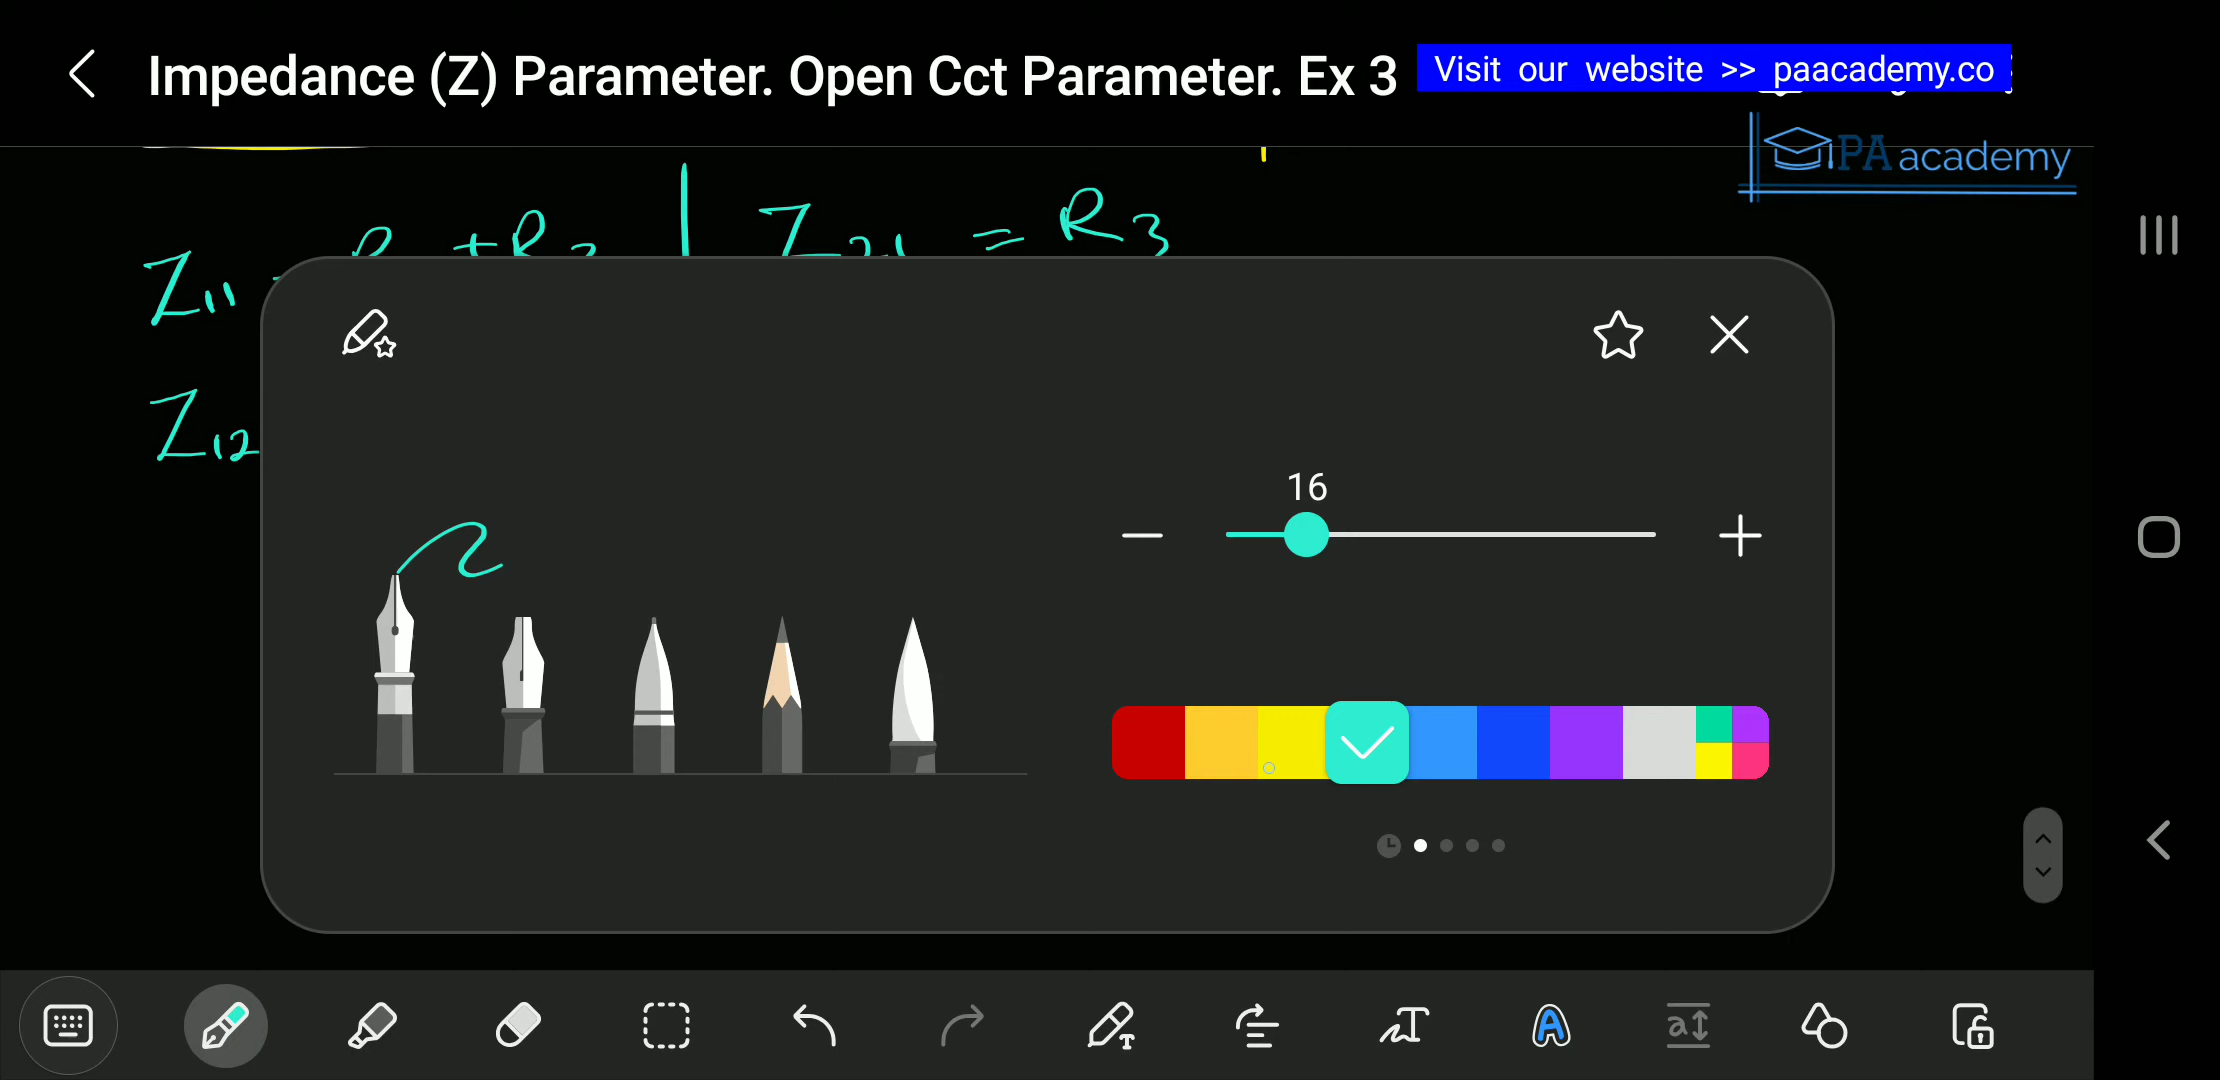 Impedance (Z) Parameter. Open Cct Parameter. Ex 3
Visit our website >> paacademy.co
PA academy
Z11 = R +R | Z21 = R3
Z12
16